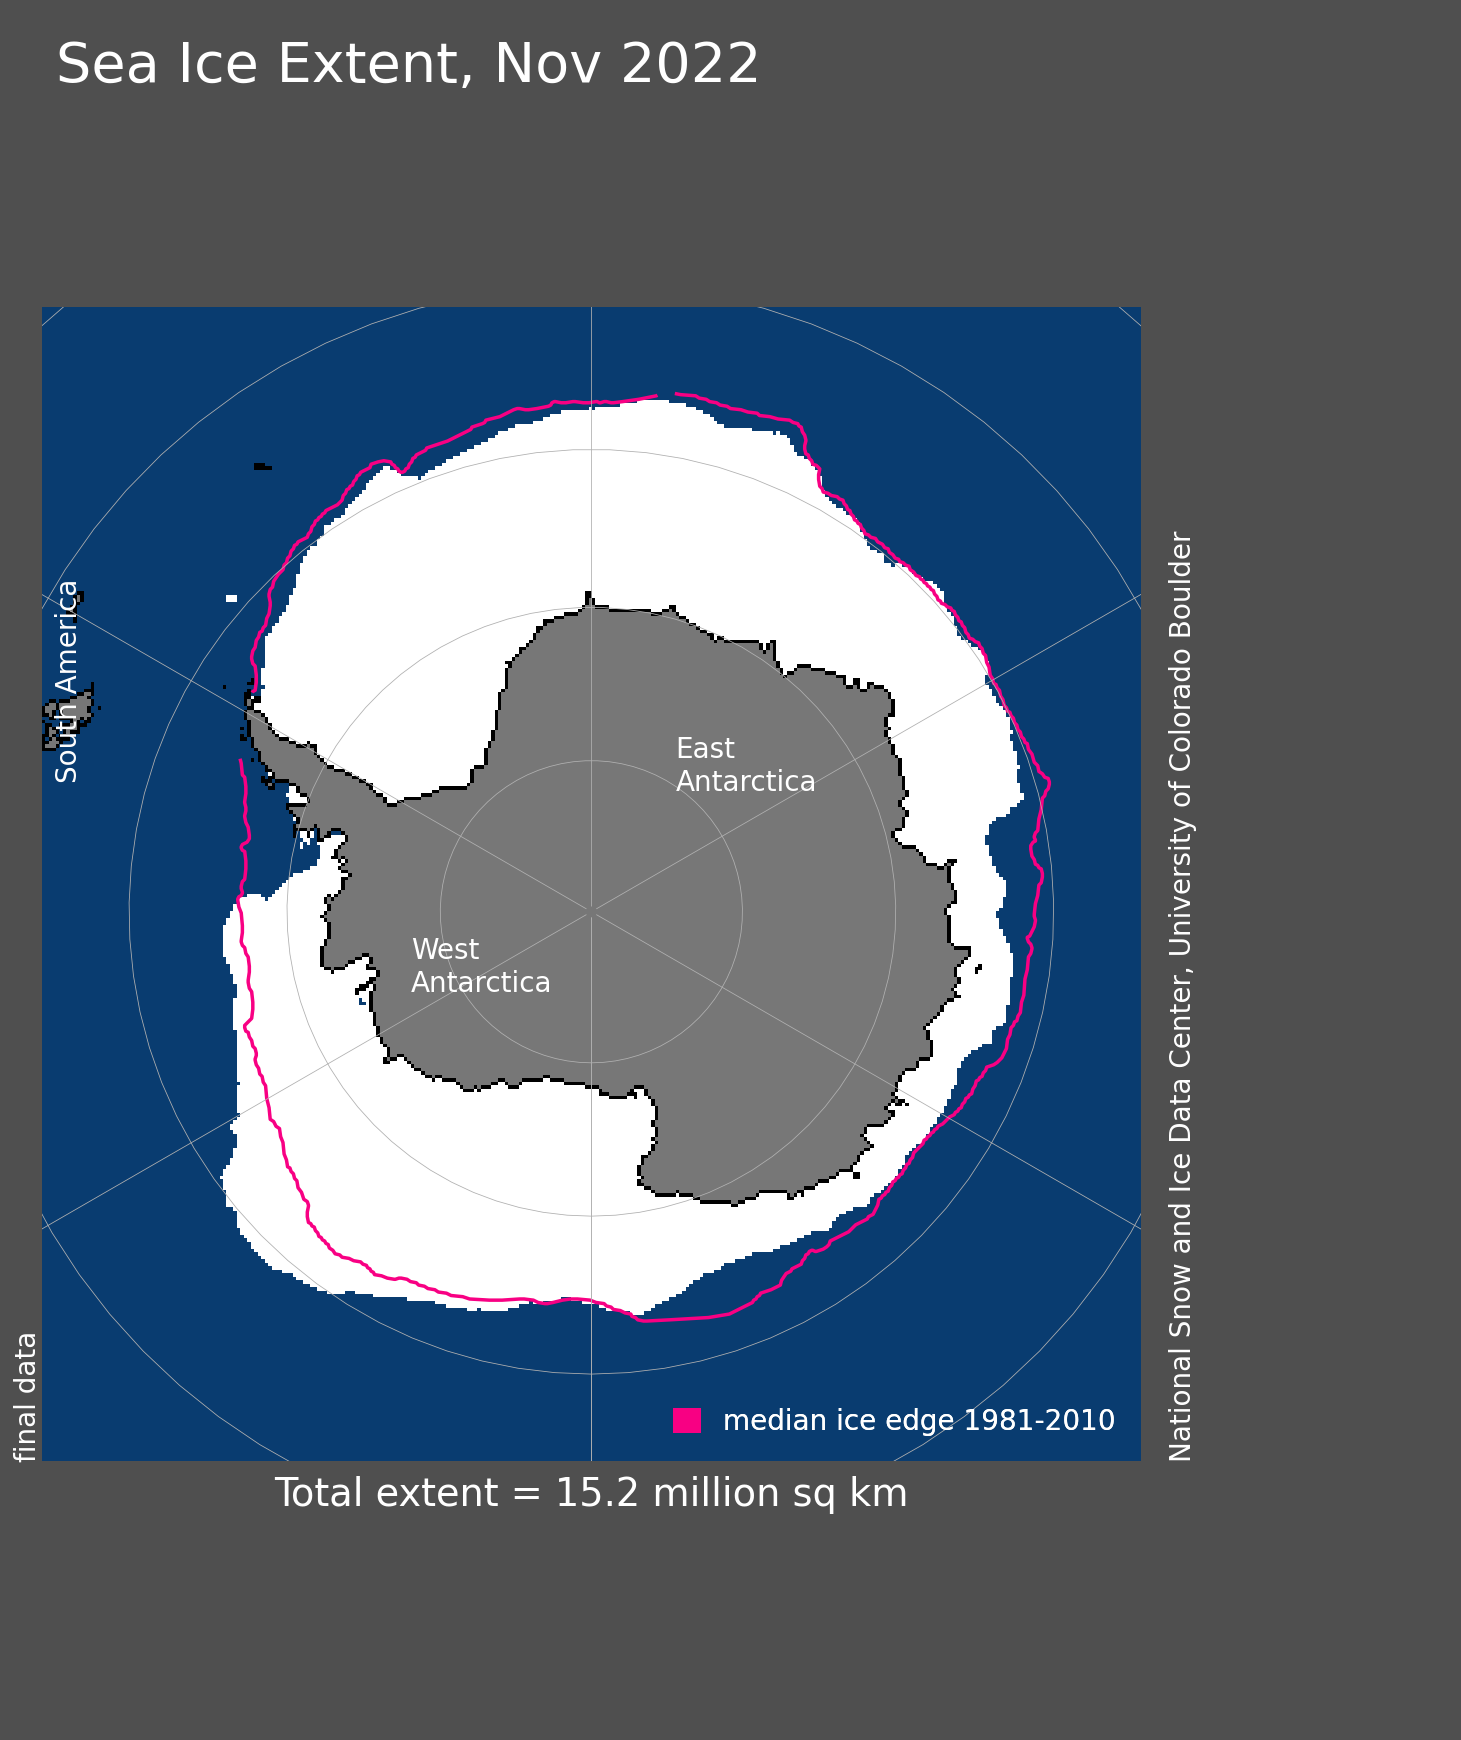 Sea Ice Extent, Nov 2022
South America
East
Antarctica
West
Antarctica
median ice edge 1981-2010
final data
National Snow and Ice Data Center, University of Colorado Boulder
Total extent = 15.2 million sq km